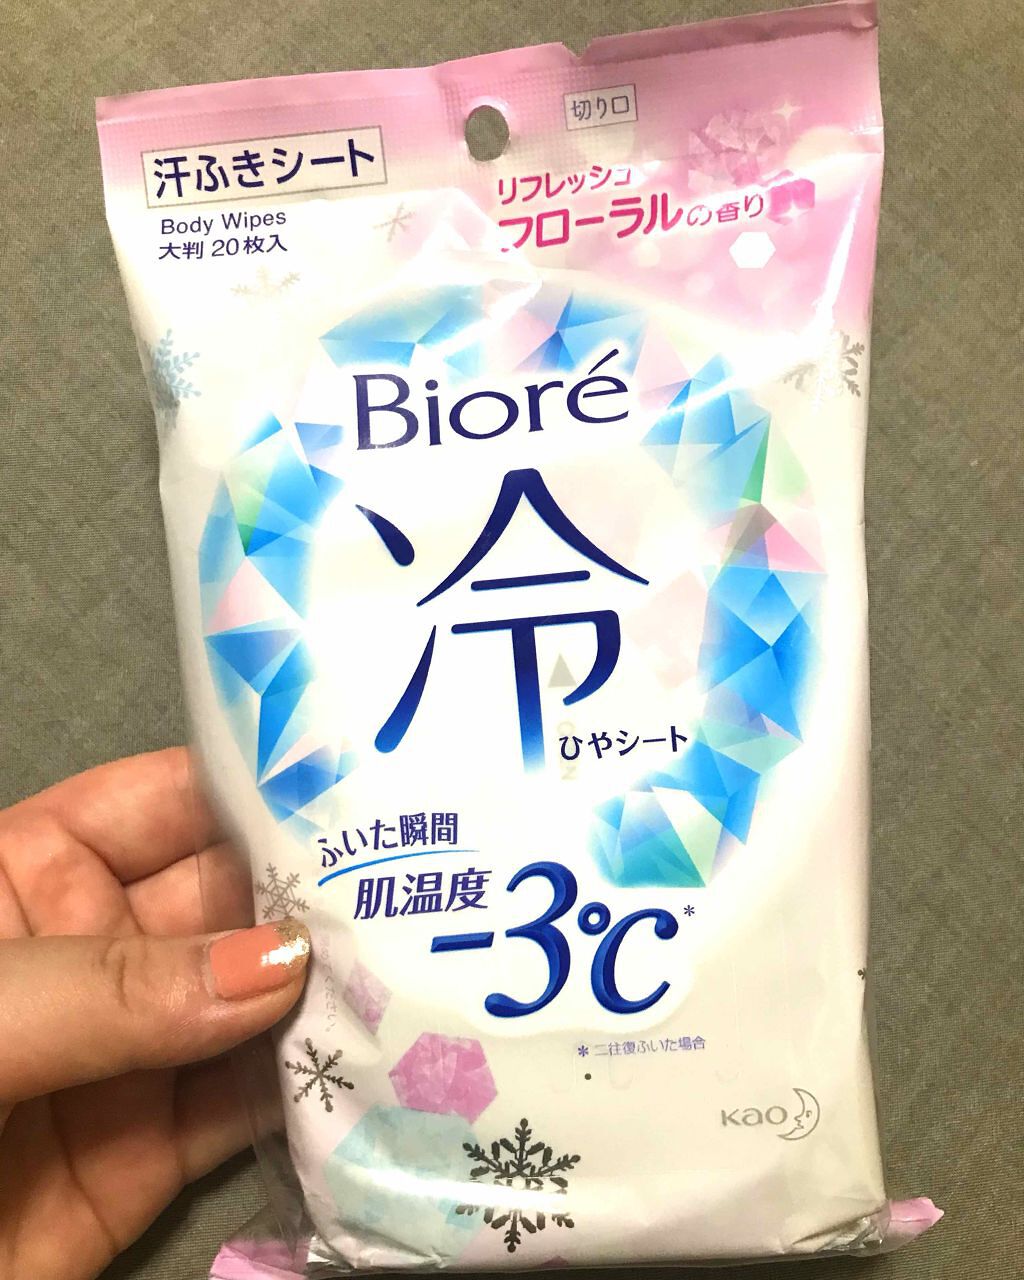 切り口
汗ふきシート
Body Wipes
大判 20枚入
リフレッシュ
フローラルの香り
Bioré
冷
ひやシート
ふいた瞬間
肌温度
-3℃*
* 二往復ふいた場合
Kao